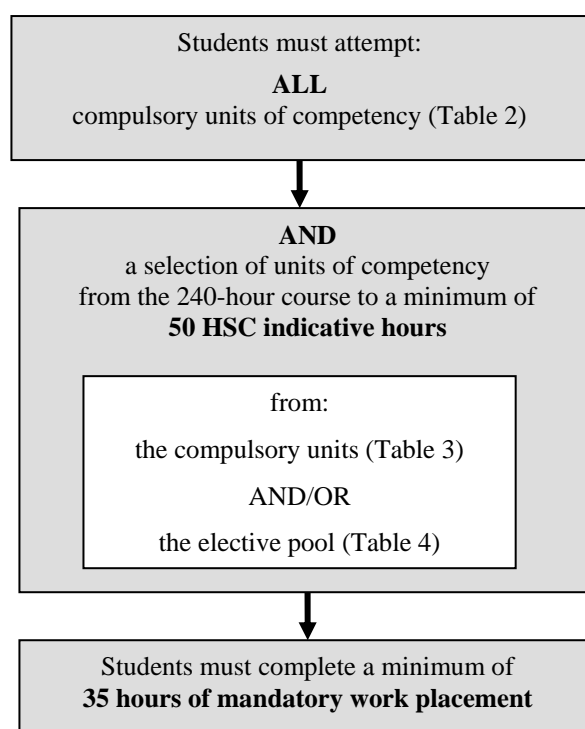 Students must attempt:
ALL
compulsory units of competency (Table 2)
AND
a selection of units of competency
from the 240-hour course to a minimum of
50 HSC indicative hours
from:
the compulsory units (Table 3)
AND/OR
the elective pool (Table 4)
Students must complete a minimum of
35 hours of mandatory work placement